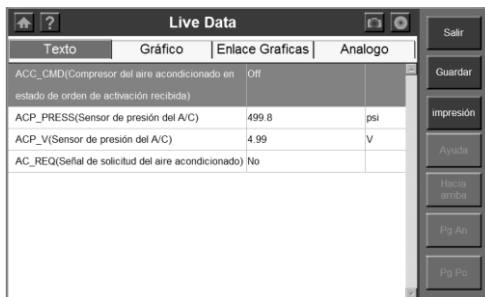 ?
Live Data
Salir
Texto
Gráfico
Enlace Graficas
Analogo
ACC_CMD(Compresor del aire acondicionado en
estado de orden de activación recibida)
Off
ACP_PRESS(Sensor de presión del A/C)
499.8
psi
ACP_V(Sensor de presión del A/C)
4.99
V
AC_REQ(Señal de solicitud del aire acondicionado)
No
Guardar
impresión
Ayuda
Hacia
arriba
Pg An
Pg Po